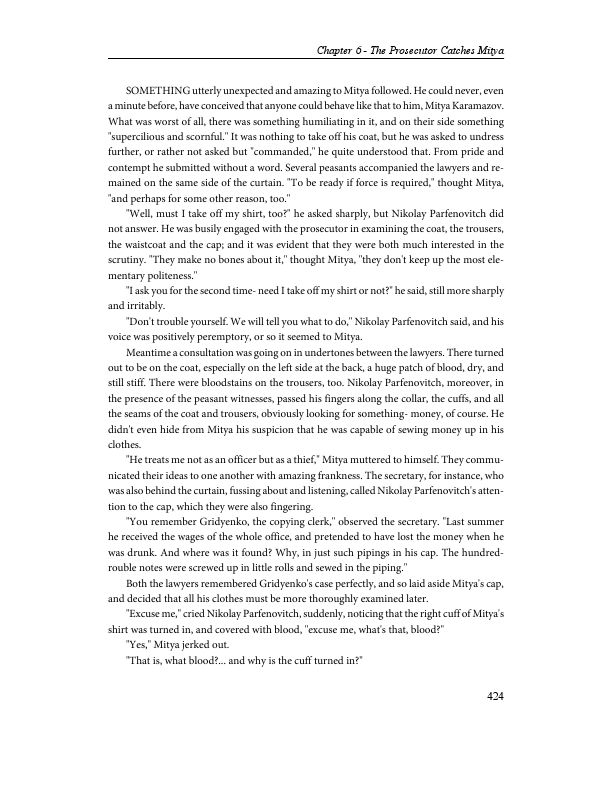 Chapter 6 - The Prosecutor Catches Mitya
SOMETHING utterly unexpected and amazing to Mitya followed. He could never, even
a minute before, have conceived that anyone could behave like that to him, Mitya Karamazov.
What was worst of all, there was something humiliating in it, and on their side something
"supercilious and scornful." It was nothing to take off his coat, but he was asked to undress
further, or rather not asked but "commanded," he quite understood that. From pride and
contempt he submitted without a word. Several peasants accompanied the lawyers and re-
mained on the same side of the curtain. "To be ready if force is required," thought Mitya,
"and perhaps for some other reason, too."
"Well, must I take off my shirt, too?" he asked sharply, but Nikolay Parfenovitch did
not answer. He was busily engaged with the prosecutor in examining the coat, the trousers,
the waistcoat and the cap; and it was evident that they were both much interested in the
scrutiny. "They make no bones about it," thought Mitya, "they don't keep up the most ele-
mentary politeness."
"I ask you for the second time- need I take off my shirt or not?" he said, still more sharply
and irritably.
"Don't trouble yourself. We will tell you what to do," Nikolay Parfenovitch said, and his
voice was positively peremptory, or so it seemed to Mitya.
Meantime a consultation was going on in undertones between the lawyers. There turned
out to be on the coat, especially on the left side at the back, a huge patch of blood, dry, and
still stiff. There were bloodstains on the trousers, too. Nikolay Parfenovitch, moreover, in
the presence of the peasant witnesses, passed his fingers along the collar, the cuffs, and all
the seams of the coat and trousers, obviously looking for something- money, of course. He
didn't even hide from Mitya his suspicion that he was capable of sewing money up in his
clothes.
"He treats me not as an officer but as a thief," Mitya muttered to himself. They commu-
nicated their ideas to one another with amazing frankness. The secretary, for instance, who
was also behind the curtain, fussing about and listening, called Nikolay Parfenovitch's atten-
tion to the cap, which they were also fingering.
"You remember Gridyenko, the copying clerk," observed the secretary. "Last summer
he received the wages of the whole office, and pretended to have lost the money when he
was drunk. And where was it found? Why, in just such pipings in his cap. The hundred-
rouble notes were screwed up in little rolls and sewed in the piping."
Both the lawyers remembered Gridyenko's case perfectly, and so laid aside Mitya's cap,
and decided that all his clothes must be more thoroughly examined later.
"Excuse me," cried Nikolay Parfenovitch, suddenly, noticing that the right cuff of Mitya's
shirt was turned in, and covered with blood, "excuse me, what's that, blood?"
"Yes," Mitya jerked out.
"That is, what blood?... and why is the cuff turned in?"
424